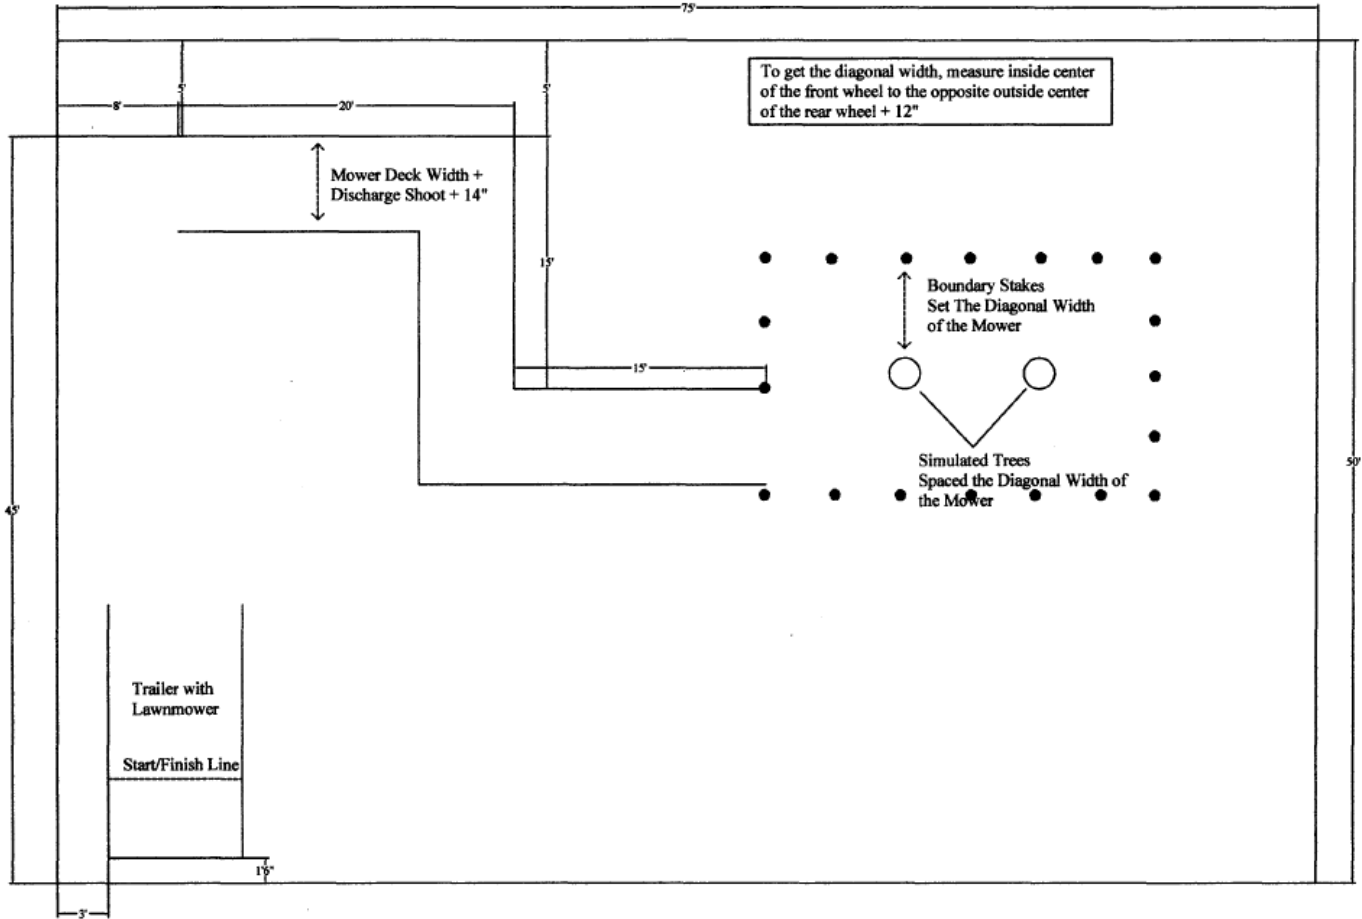 75'
5'
5'
8'
20'
To get the diagonal width, measure inside center
of the front wheel to the opposite outside center
of the rear wheel + 12"
Mower Deck Width +
Discharge Shoot + 14"
15'
Boundary Stakes
Set The Diagonal Width
of the Mower
15'
Simulated Trees
Spaced the Diagonal Width of
the Mower
50'
45'
Trailer with
Lawnmower
Start/Finish Line
1'6"
3'